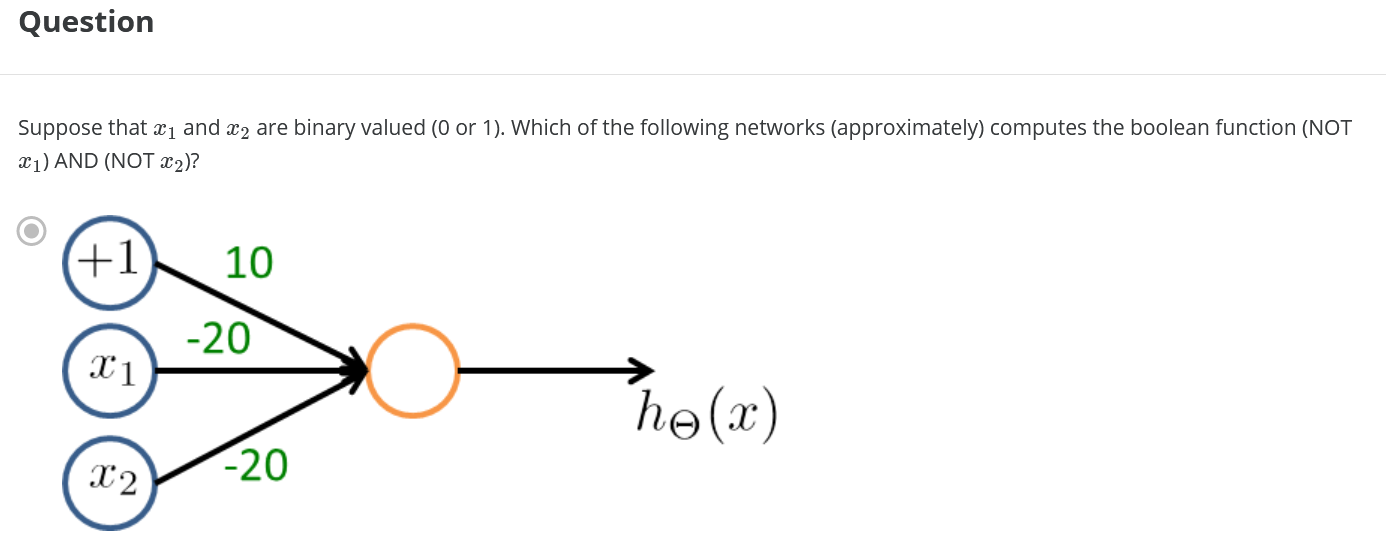 Question
Suppose that x₁ and x₂ are binary valued (0 or 1). Which of the following networks (approximately) computes the boolean function (NOT
x₁) AND (NOT x₂)?
+1
10
-20
x₁
hΘ(x)
x₂
-20